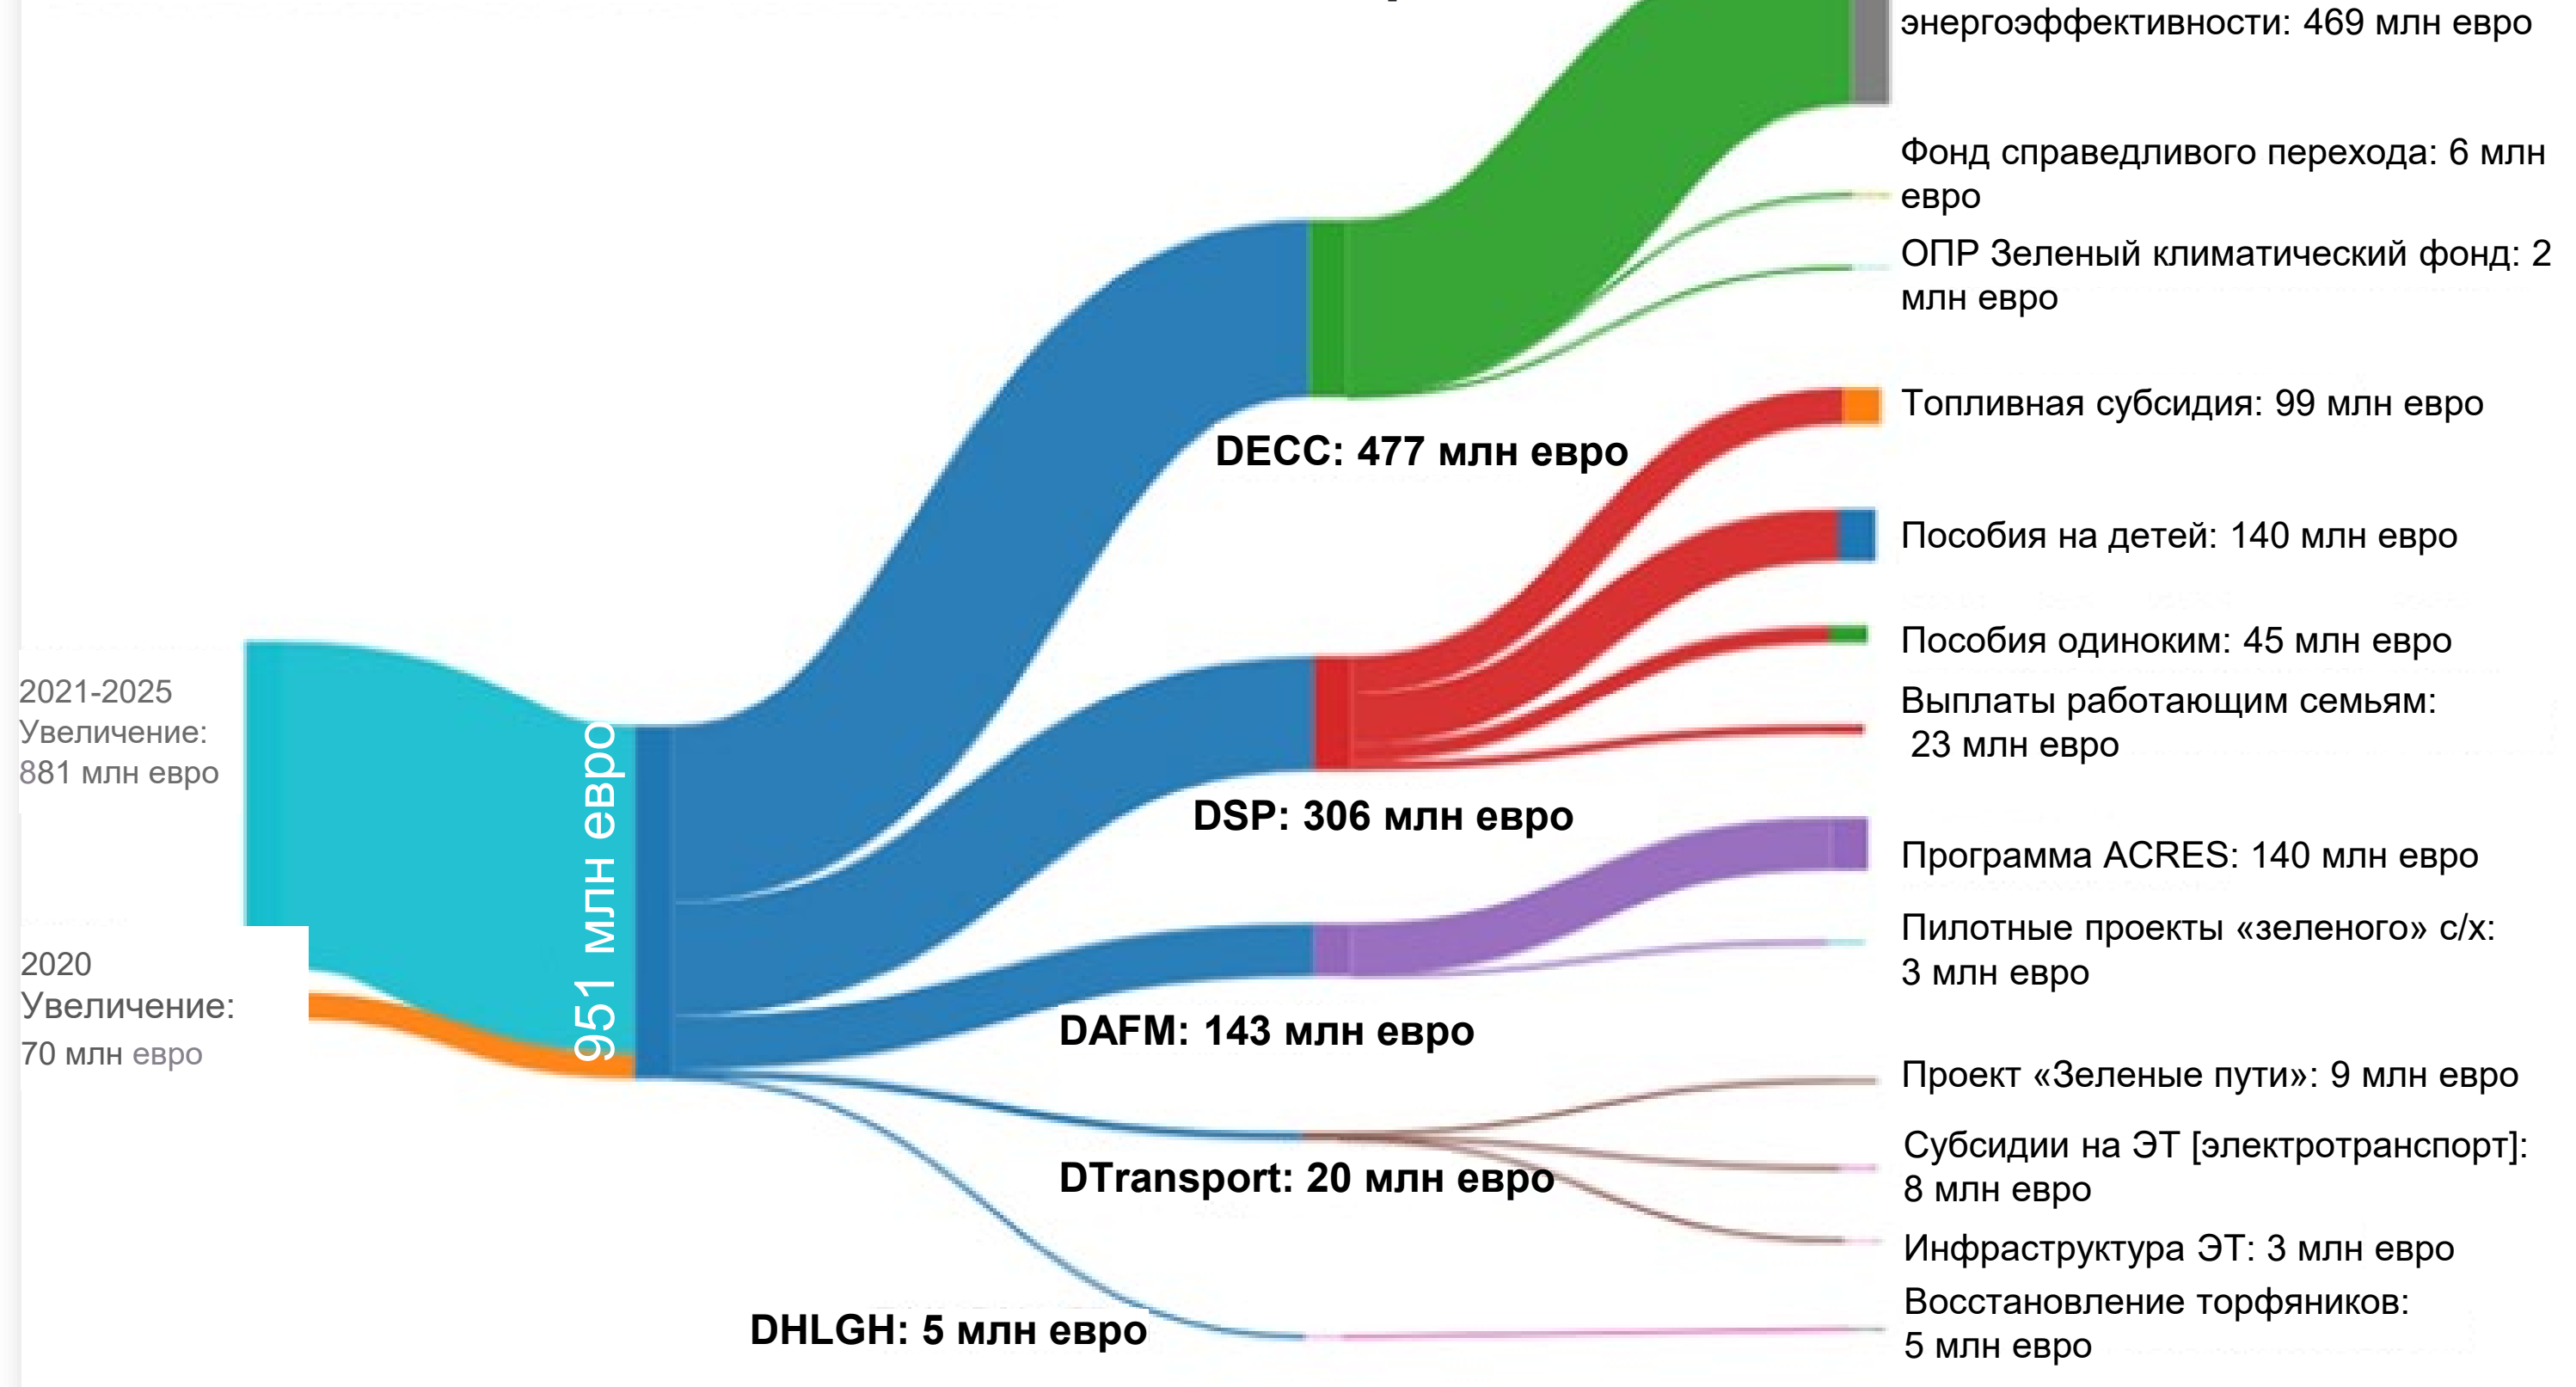 энергоэффективности: 469 млн евро
Фонд справедливого перехода: 6 млн
евро
ОПР Зеленый климатический фонд: 2
млн евро
Топливная субсидия: 99 млн евро
DECC: 477 млн евро
Пособия на детей: 140 млн евро
Пособия одиноким: 45 млн евро
Выплаты работающим семьям:
23 млн евро
2021-2025
Увеличение:
881 млн евро
951 млн евро
DSP: 306 млн евро
Программа ACRES: 140 млн евро
Пилотные проекты «зеленого» с/х:
3 млн евро
2020
Увеличение:
70 млн евро
DAFM: 143 млн евро
Проект «Зеленые пути»: 9 млн евро
Субсидии на ЭТ [электротранспорт]:
8 млн евро
DTransport: 20 млн евро
Инфраструктура ЭТ: 3 млн евро
Восстановление торфяников:
5 млн евро
DHLGH: 5 млн евро